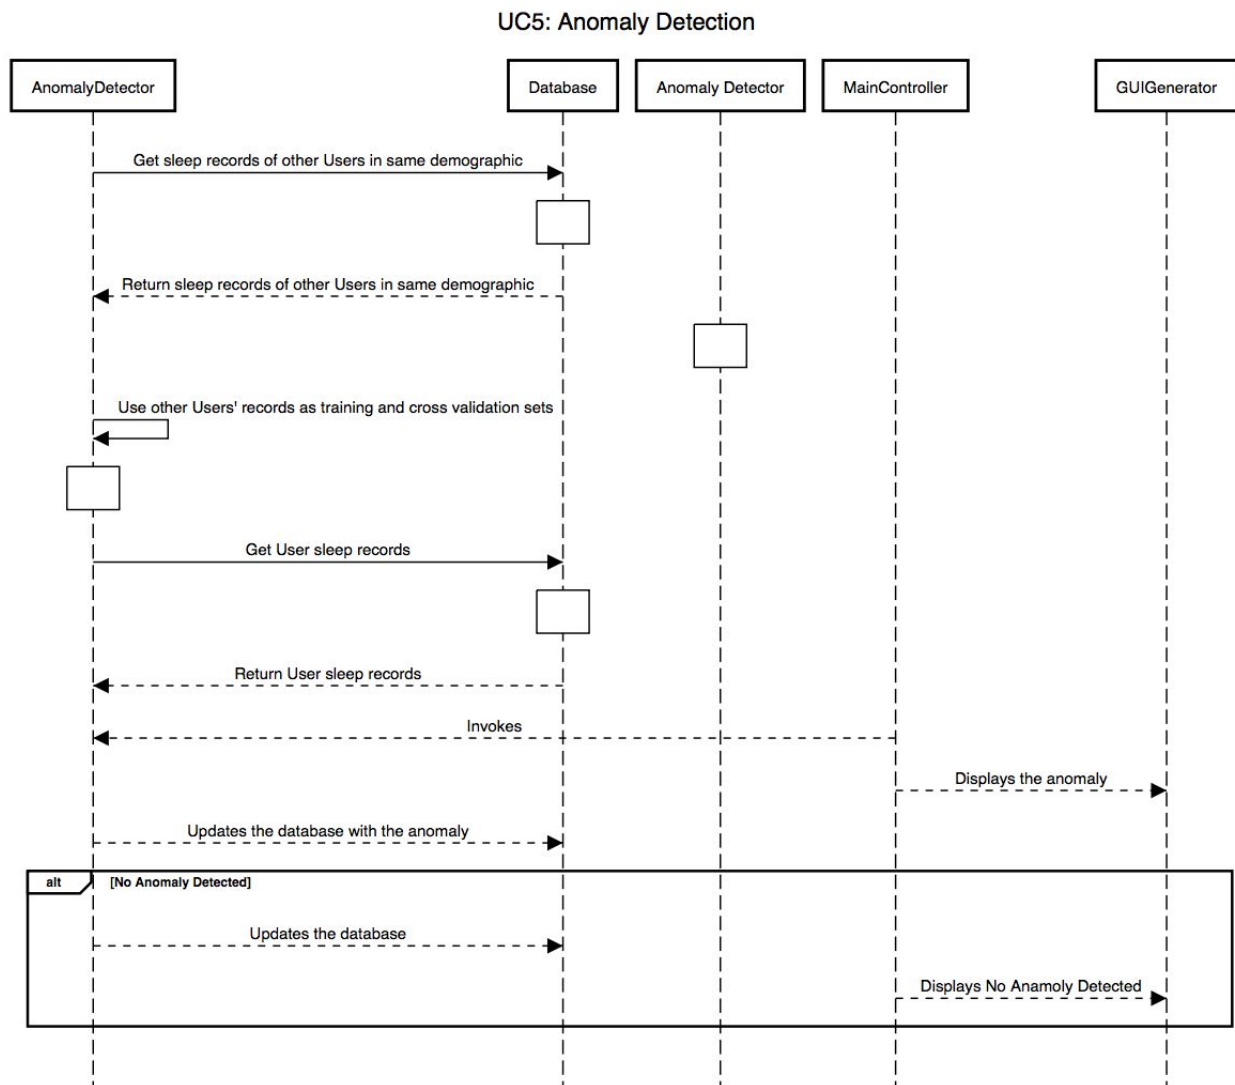 UC5: Anomaly Detection
AnomalyDetector
Database
Anomaly Detector
MainController
GUIGenerator
Get sleep records of other Users in same demographic
Return sleep records of other Users in same demographic
Use other Users' records as training and cross validation sets
Get User sleep records
Return User sleep records
Invokes
Displays the anomaly
Updates the database with the anomaly
alt
[No Anomaly Detected]
Updates the database
Displays No Anamoly Detected